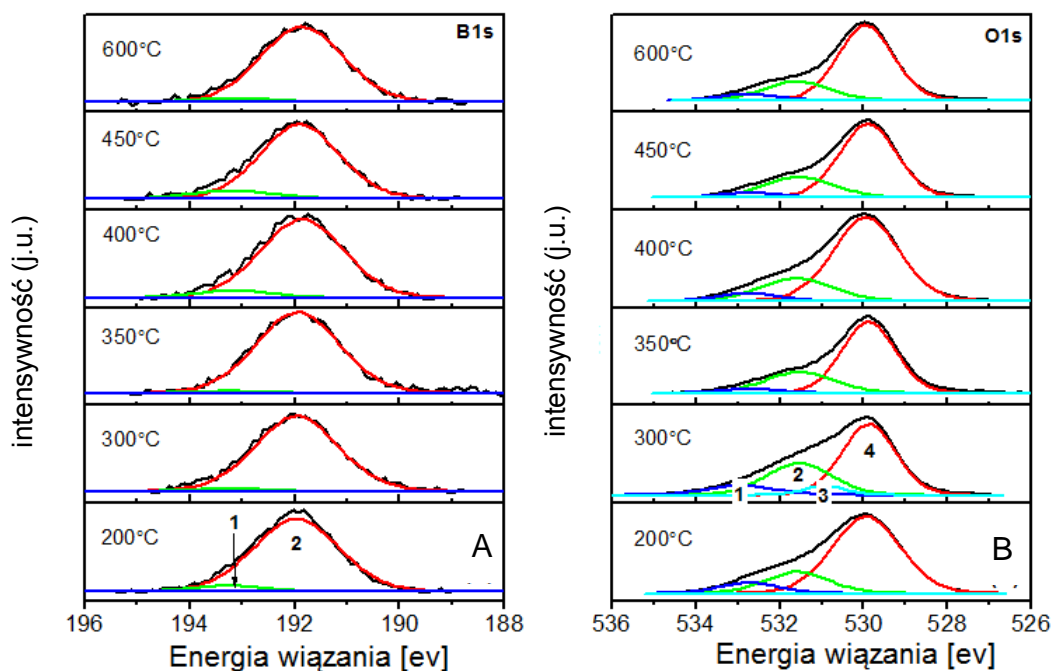 B1s
600°C
450°C
400°C
350°C
300°C
200°C
1
2
A
intensywność (j.u.)
196 194 192 190 188
Energia wiązania [ev]
O1s
600°C
450°C
400°C
350°C
300°C
1
2
3
4
200°C
B
intensywność (j.u.)
536 534 532 530 528 526
Energia wiązania [ev]